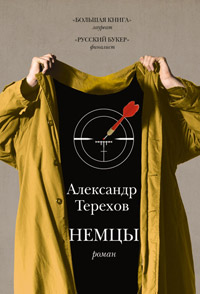 «БОЛЬШАЯ КНИГА»
лауреат
«РУССКИЙ БУКЕР»
финалист
Александр
Терехов
НЕМЦЫ
роман